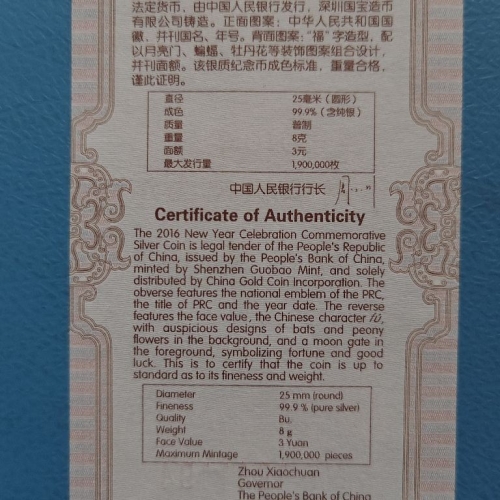 法定货币，由中国人民银行发行，深圳国宝造币
有限公司铸造。正面图案：中华人民共和国国
徽，并刊国名、年号。背面图案：“福”字造型，配
以月亮门、蝙蝠、牡丹花等装饰图案组合设计，
并刊面额。该银质纪念币成色标准，重量合格，
谨此证明。
直径 25毫米（圆形）
成色 99.9%（含纯银）
质量 普制
重量 8克
面额 3元
最大发行量 1,900,000枚
中国人民银行行长
Certificate of Authenticity
The 2016 New Year Celebration Commemorative
Silver Coin is legal tender of the People's Republic
of China, issued by the People's Bank of China,
minted by Shenzhen Guobao Mint, and solely
distributed by China Gold Coin Incorporation. The
obverse features the national emblem of the PRC,
the title of PRC and the year date. The reverse
features the face value, the Chinese character fú,
with auspicious designs of bats and peony
flowers in the background, and a moon gate in
the foreground, symbolizing fortune and good
luck. This is to certify that the coin is up to
standard as to its fineness and weight.
Diameter 25 mm (round)
Fineness 99.9 % (pure silver)
Quality Bu.
Weight 8 g
Face Value 3 Yuan
Maximum Mintage 1,900,000 pieces
Zhou Xiaochuan
Governor
The People's Bank of China